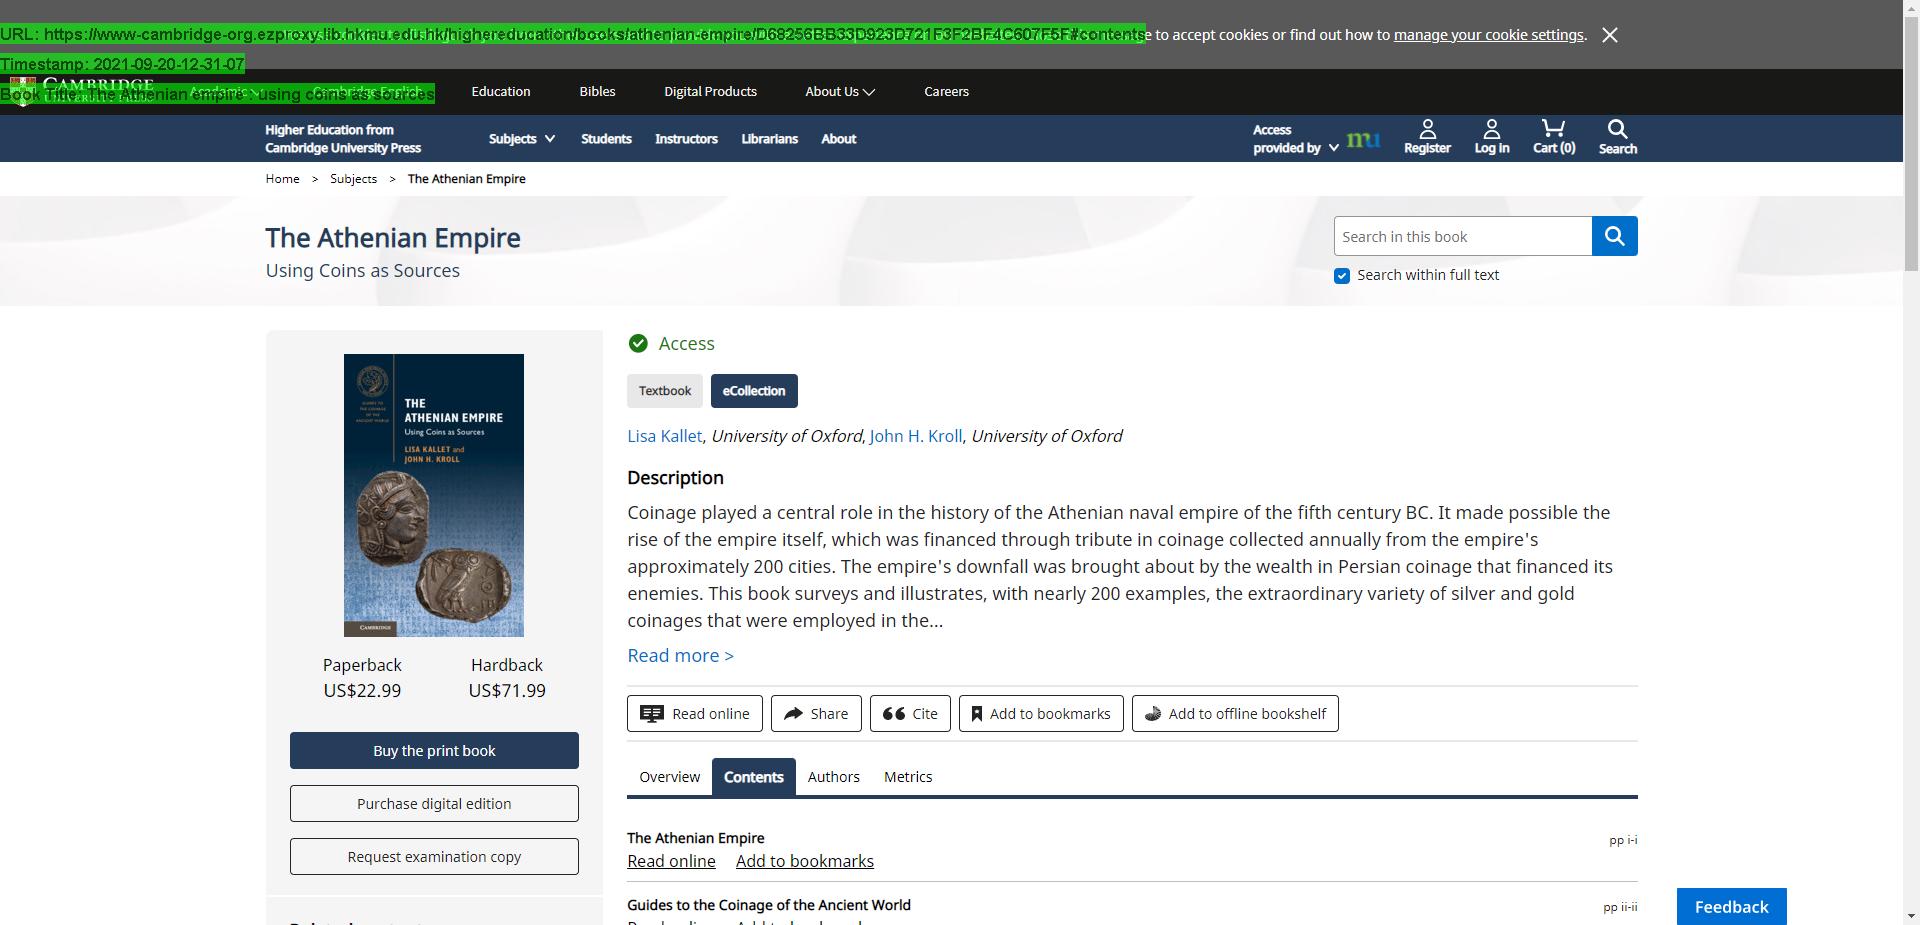 URL: https://www-cambridge-org.ezproxy.lib.hkmu.edu.hk/highereducation/books/athenian-empire/D68256BB33D923D721F3F2BF4C607F5F#contents
e to accept cookies or find out how to manage your cookie settings.
Timestamp: 2021-09-20-12-31-07
Book Title: The Athenian empire : using coins as sources
CAMBRIDGE
Academic
Cambridge English
Education
Bibles
Digital Products
About Us
Careers
Higher Education from
Cambridge University Press
Subjects
Students
Instructors
Librarians
About
Access
provided by
mu
Register
Log in
Cart (0)
Search
Home > Subjects > The Athenian Empire
The Athenian Empire
Using Coins as Sources
Search in this book
Search within full text
THE
ATHENIAN EMPIRE
Using Coins as Sources
LISA KALLET and
JOHN H. KROLL
GUIDES TO
THE COINAGE
OF THE
ANCIENT WORLD
CAMBRIDGE
Paperback
US$22.99
Hardback
US$71.99
Buy the print book
Purchase digital edition
Request examination copy
Access
Textbook
eCollection
Lisa Kallet, University of Oxford, John H. Kroll, University of Oxford
Description
Coinage played a central role in the history of the Athenian naval empire of the fifth century BC. It made possible the
rise of the empire itself, which was financed through tribute in coinage collected annually from the empire's
approximately 200 cities. The empire's downfall was brought about by the wealth in Persian coinage that financed its
enemies. This book surveys and illustrates, with nearly 200 examples, the extraordinary variety of silver and gold
coinages that were employed in the...
Read more >
Read online
Share
Cite
Add to bookmarks
Add to offline bookshelf
Overview
Contents
Authors
Metrics
The Athenian Empire
pp i-i
Read online
Add to bookmarks
Guides to the Coinage of the Ancient World
pp ii-ii
Feedback